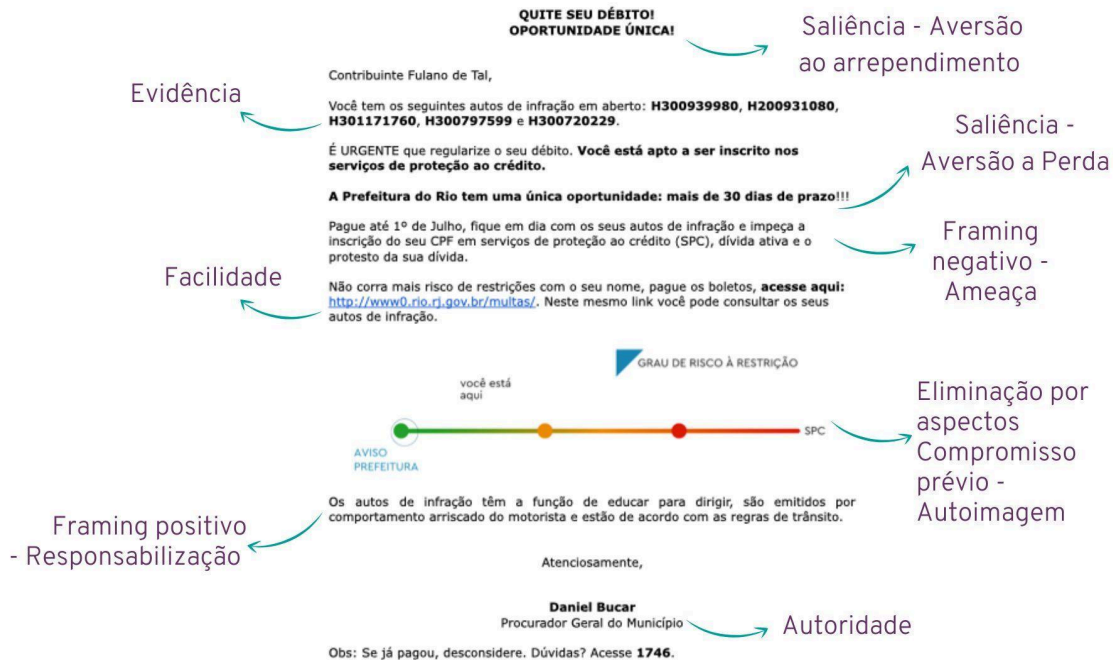 QUITE SEU DÉBITO!
OPORTUNIDADE ÚNICA!
Saliência - Aversão
ao arrependimento
Contribuinte Fulano de Tal,
Evidência
Você tem os seguintes autos de infração em aberto: H300939980, H200931080,
H301171760, H300797599 e H300720229.
É URGENTE que regularize o seu débito. Você está apto a ser inscrito nos
serviços de proteção ao crédito.
Saliência -
Aversão a Perda
A Prefeitura do Rio tem uma única oportunidade: mais de 30 dias de prazo!!!
Pague até 1º de Julho, fique em dia com os seus autos de infração e impeça a
inscrição do seu CPF em serviços de proteção ao crédito (SPC), dívida ativa e o
protesto da sua dívida.
Framing
negativo -
Ameaça
Facilidade
Não corra mais risco de restrições com o seu nome, pague os boletos, acesse aqui:
http://www0.rio.rj.gov.br/multas/. Neste mesmo link você pode consultar os seus
autos de infração.
GRAU DE RISCO À RESTRIÇÃO
você está
aqui
SPC
AVISO
PREFEITURA
Eliminação por
aspectos
Compromisso
prévio -
Autoimagem
Os autos de infração têm a função de educar para dirigir, são emitidos por
comportamento arriscado do motorista e estão de acordo com as regras de trânsito.
Framing positivo
- Responsabilização
Atenciosamente,
Daniel Bucar
Procurador Geral do Município
Autoridade
Obs: Se já pagou, desconsidere. Dúvidas? Acesse 1746.